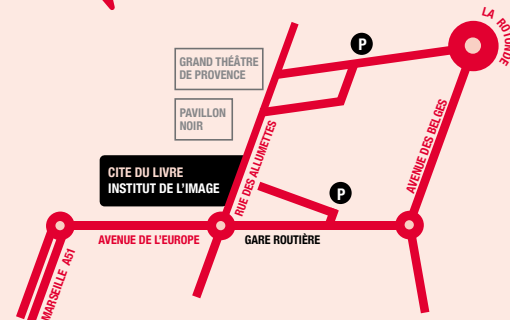 LA ROTONDE
P
GRAND THÉÂTRE
DE PROVENCE
PAVILLON
NOIR
AVENUE DES BELGES
RUE DES ALLUMETTES
CITE DU LIVRE
INSTITUT DE L'IMAGE
P
AVENUE DE L'EUROPE
GARE ROUTIÈRE
MARSEILLE A51